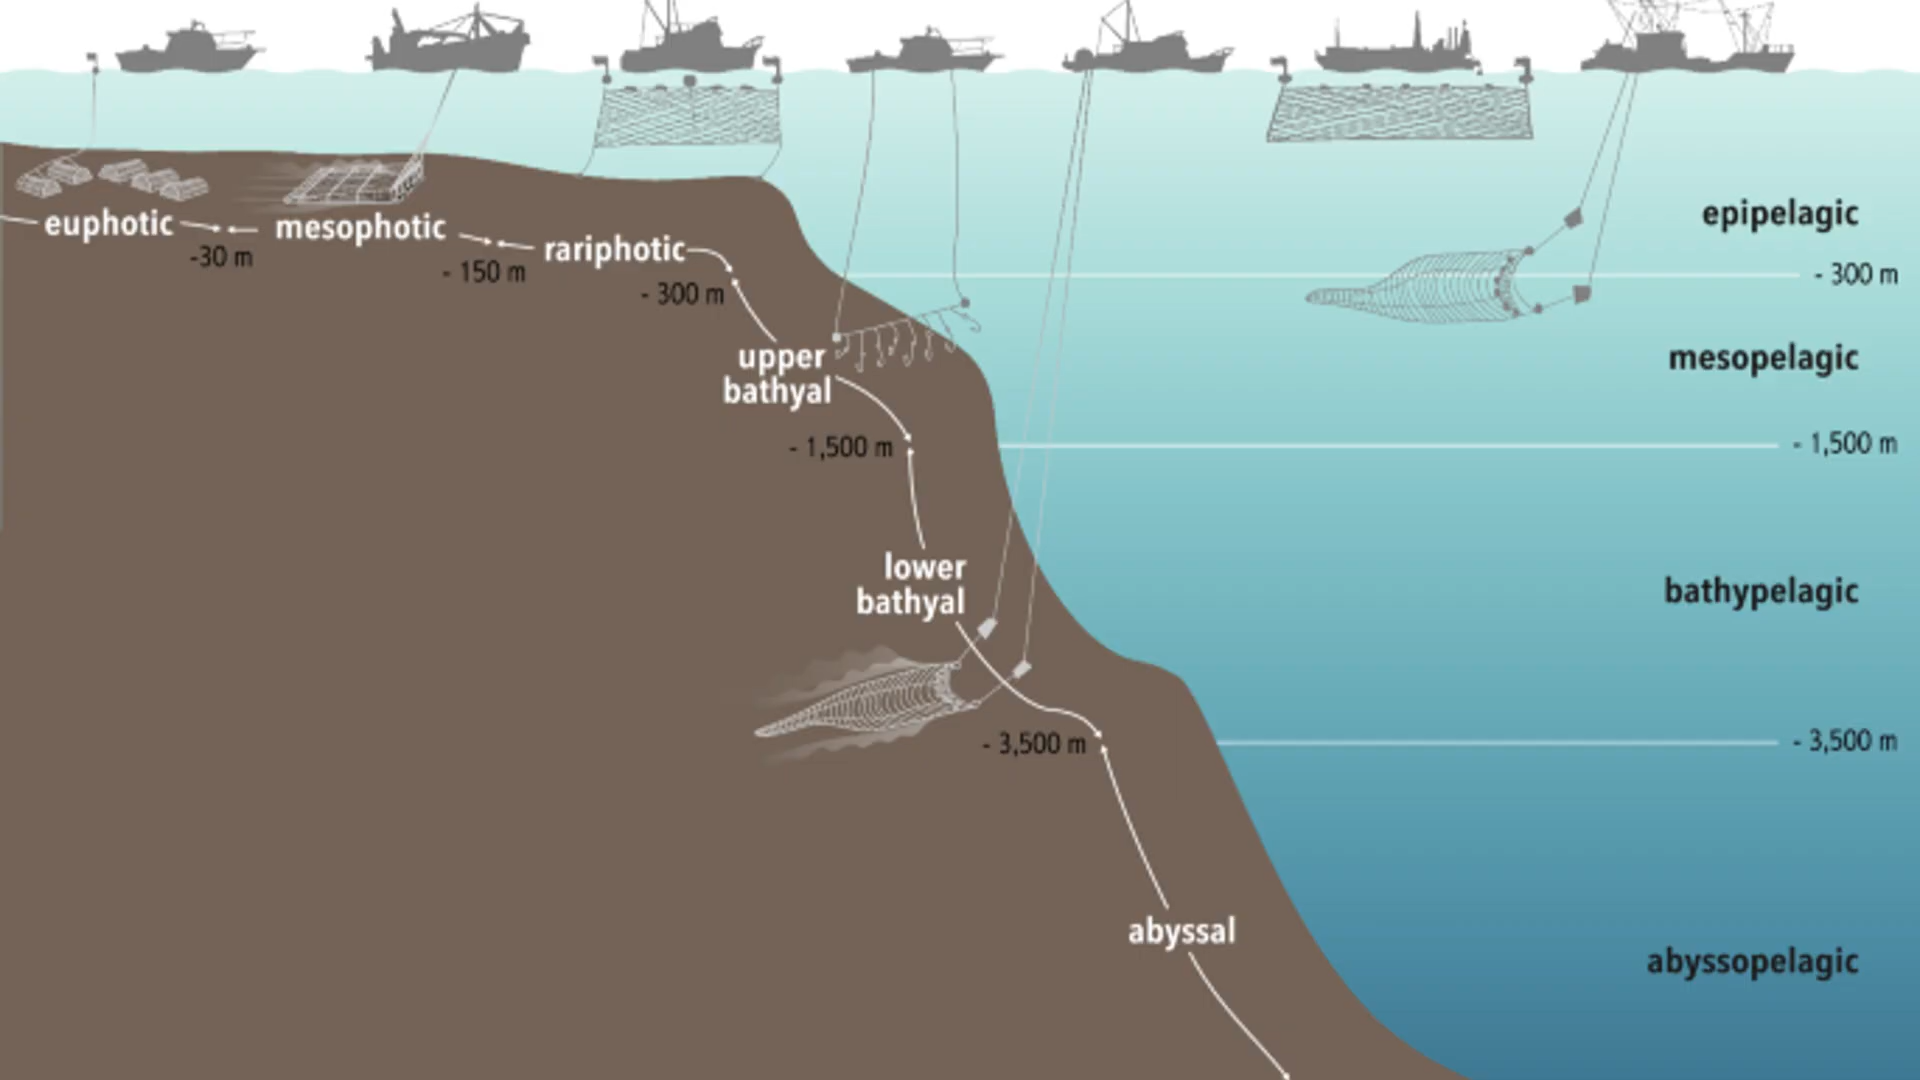 epipelagic
euphotic
mesophotic
rariphotic
-30 m
- 150 m
- 300 m
- 300 m
upper
bathyal
mesopelagic
- 1,500 m
- 1,500 m
lower
bathyal
bathypelagic
- 3,500 m
- 3,500 m
abyssal
abyssopelagic